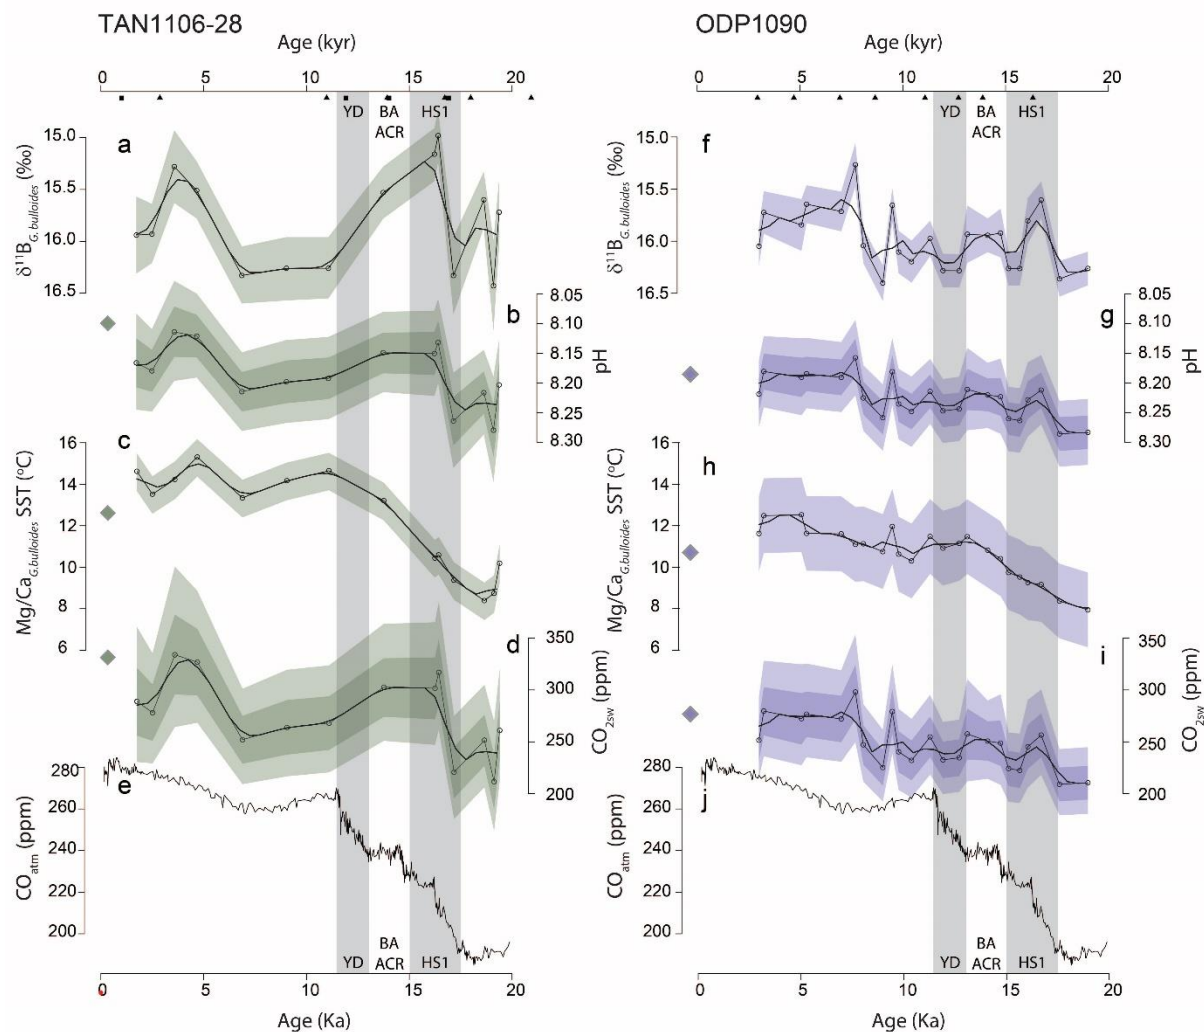 TAN1106-28
ODP1090
Age (kyr)
Age (kyr)
0 5 10 15 20
0 5 10 15 20
YD BA ACR HS1
YD BA ACR HS1
a
f
δ¹¹B G. bulloides (‰)
15.0
15.5
16.0
16.5
δ¹¹B G. bulloides (‰)
15.0
15.5
16.0
16.5
b
pH
8.05
8.10
8.15
8.20
8.25
8.30
g
pH
8.05
8.10
8.15
8.20
8.25
8.30
c
Mg/Ca G.bulloides SST (°C)
16
14
12
10
8
6
h
Mg/Ca G.bulloides SST (°C)
16
14
12
10
8
6
d
CO2sw (ppm)
350
300
250
200
i
CO2sw (ppm)
350
300
250
200
e
COatm (ppm)
280
260
240
220
200
j
COatm (ppm)
280
260
240
220
200
YD BA ACR HS1
YD BA ACR HS1
0 5 10 15 20
0 5 10 15 20
Age (Ka)
Age (Ka)